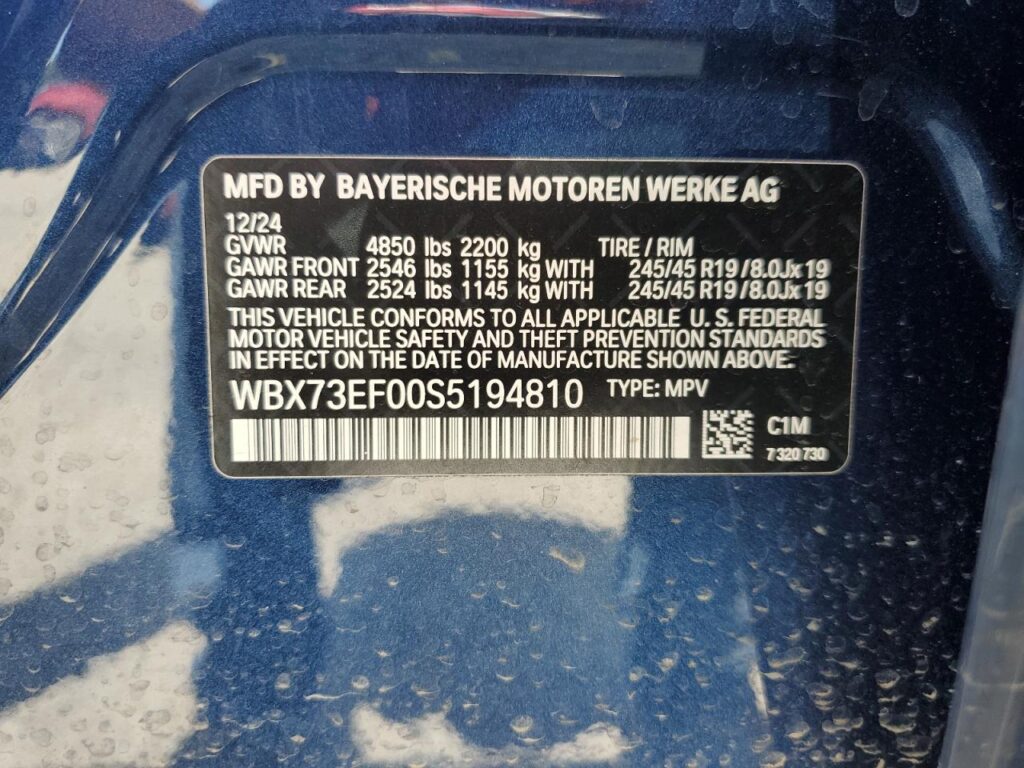 MFD BY BAYERISCHE MOTOREN WERKE AG
12/24
GVWR 4850 lbs 2200 kg TIRE / RIM
GAWR FRONT 2546 lbs 1155 kg WITH 245/45 R19 / 8.0Jx19
GAWR REAR 2524 lbs 1145 kg WITH 245/45 R19 / 8.0Jx19
THIS VEHICLE CONFORMS TO ALL APPLICABLE U. S. FEDERAL
MOTOR VEHICLE SAFETY AND THEFT PREVENTION STANDARDS
IN EFFECT ON THE DATE OF MANUFACTURE SHOWN ABOVE.
WBX73EF00S5194810 TYPE: MPV
C1M
7 320 730